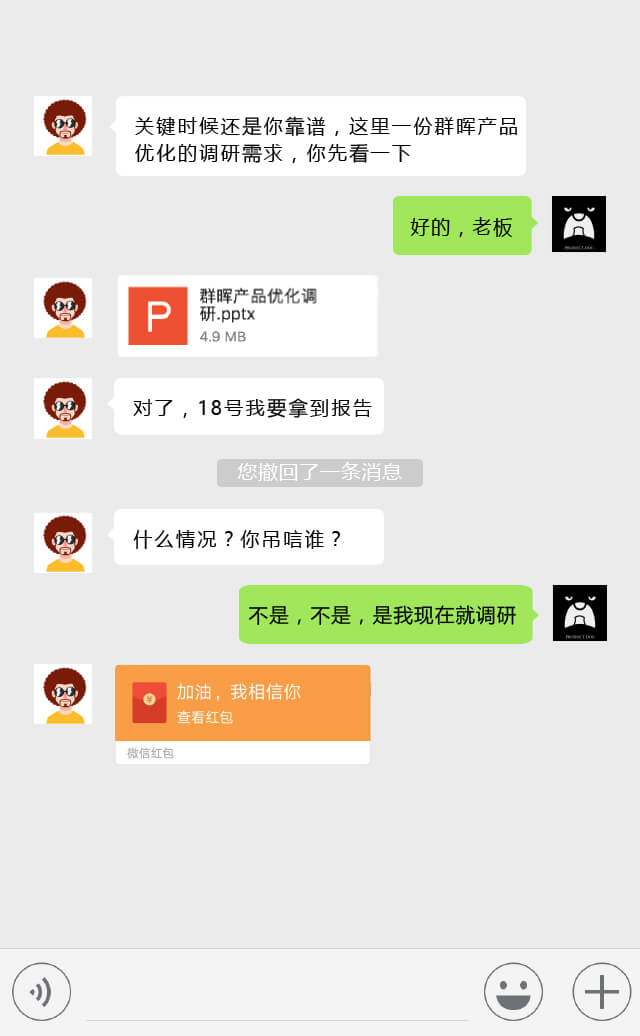 关键时候还是你靠谱，这里一份群晖产品
优化的调研需求，你先看一下
好的，老板
P
群晖产品优化调
研.pptx
4.9 MB
对了，18号我要拿到报告
您撤回了一条消息
什么情况？你吊唁谁？
不是，不是，是我现在就调研
加油，我相信你
查看红包
微信红包